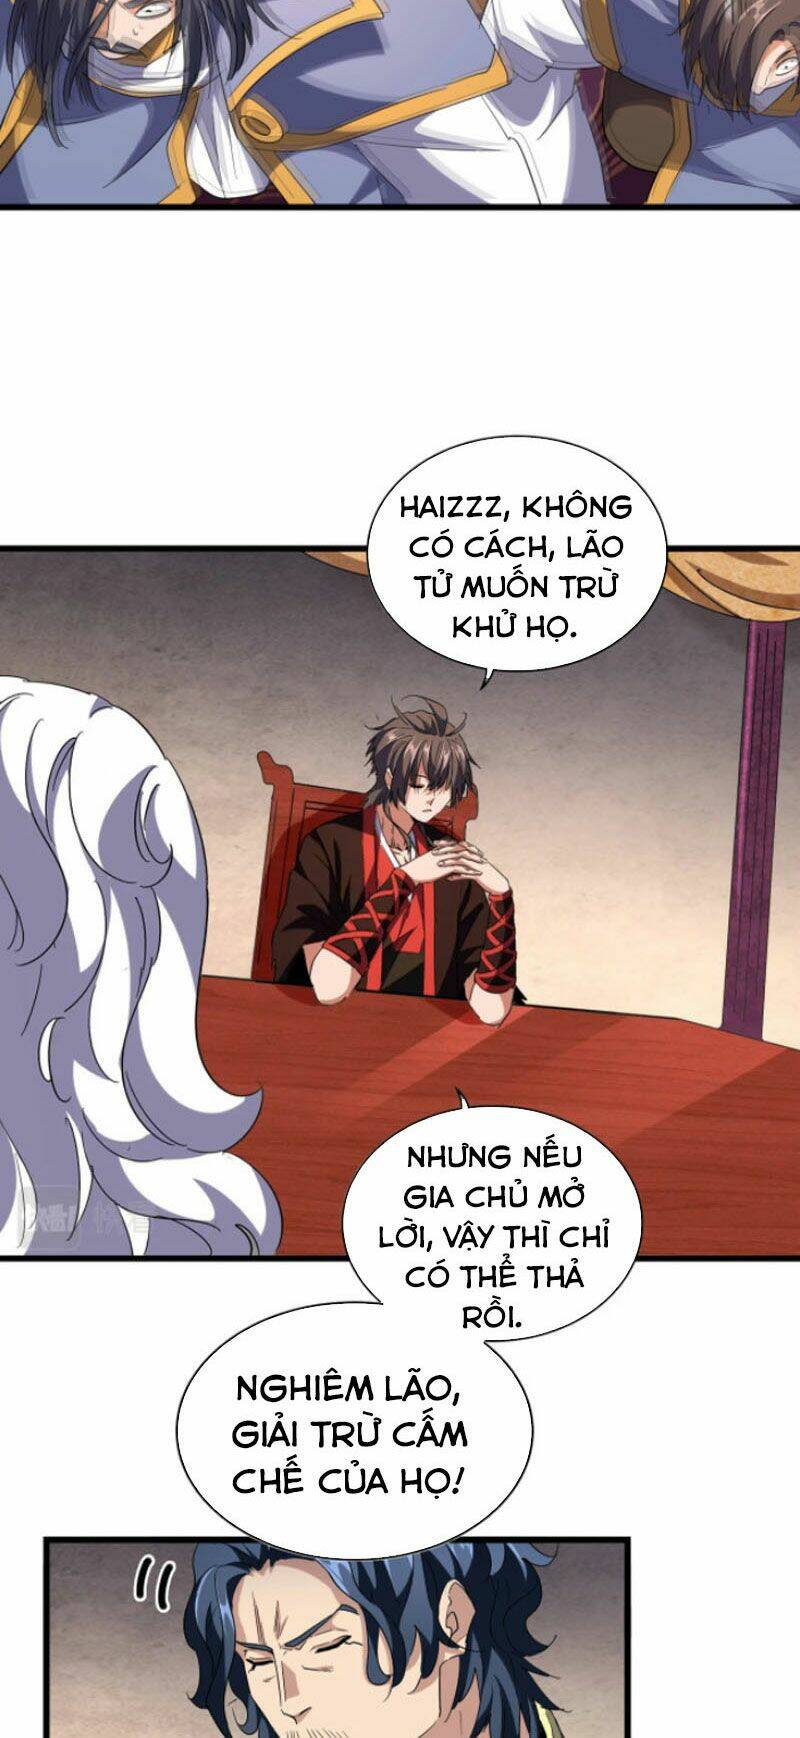 HAIZZZ, KHÔNG
CÓ CÁCH, LÃO
TỬ MUỐN TRỪ
KHỬ HỌ.
NHƯNG NẾU
GIA CHỦ MỞ
LỜI, VẬY THÌ CHỈ
CÓ THỂ THẢ
RỒI.
NGHIÊM LÃO,
GIẢI TRỪ CẤM
CHẾ CỦA HỌ!